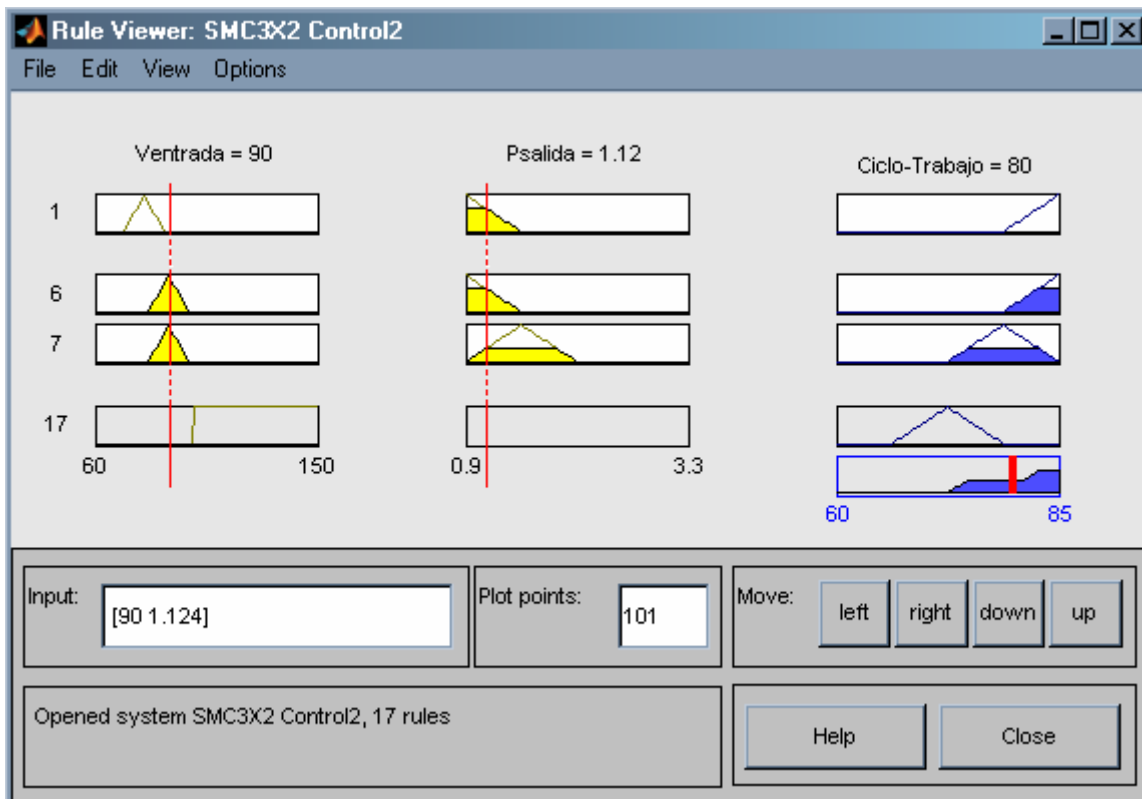 Rule Viewer: SMC3X2 Control2
File Edit View Options
Ventrada = 90
Psalida = 1.12
Ciclo-Trabajo = 80
1
6
7
17
60 150
0.9 3.3
60 85
Input:
[90 1.124]
Plot points:
101
Move:
left right down up
Opened system SMC3X2 Control2, 17 rules
Help Close